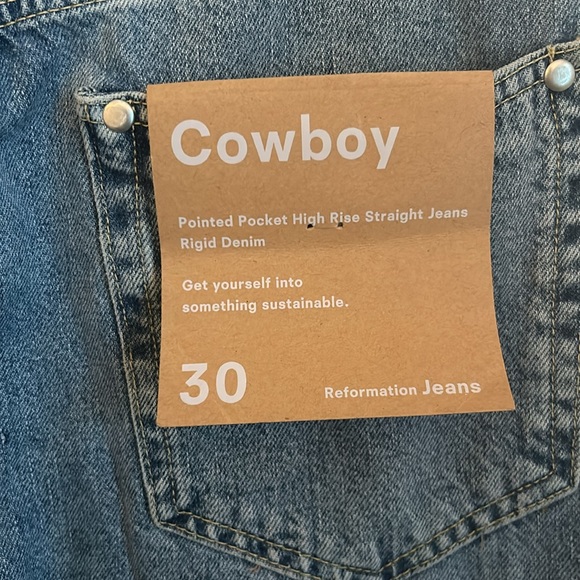 Cowboy
Pointed Pocket High Rise Straight Jeans
Rigid Denim
Get yourself into
something sustainable.
30
Reformation Jeans